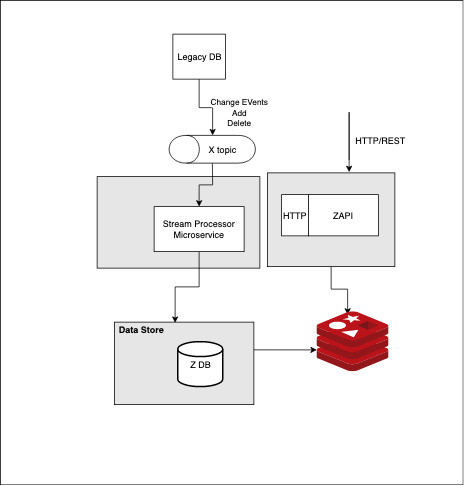 Legacy DB
Change EVents
Add
Delete
HTTP/REST
X topic
HTTP
ZAPI
Stream Processor
Microservice
Data Store
Z DB